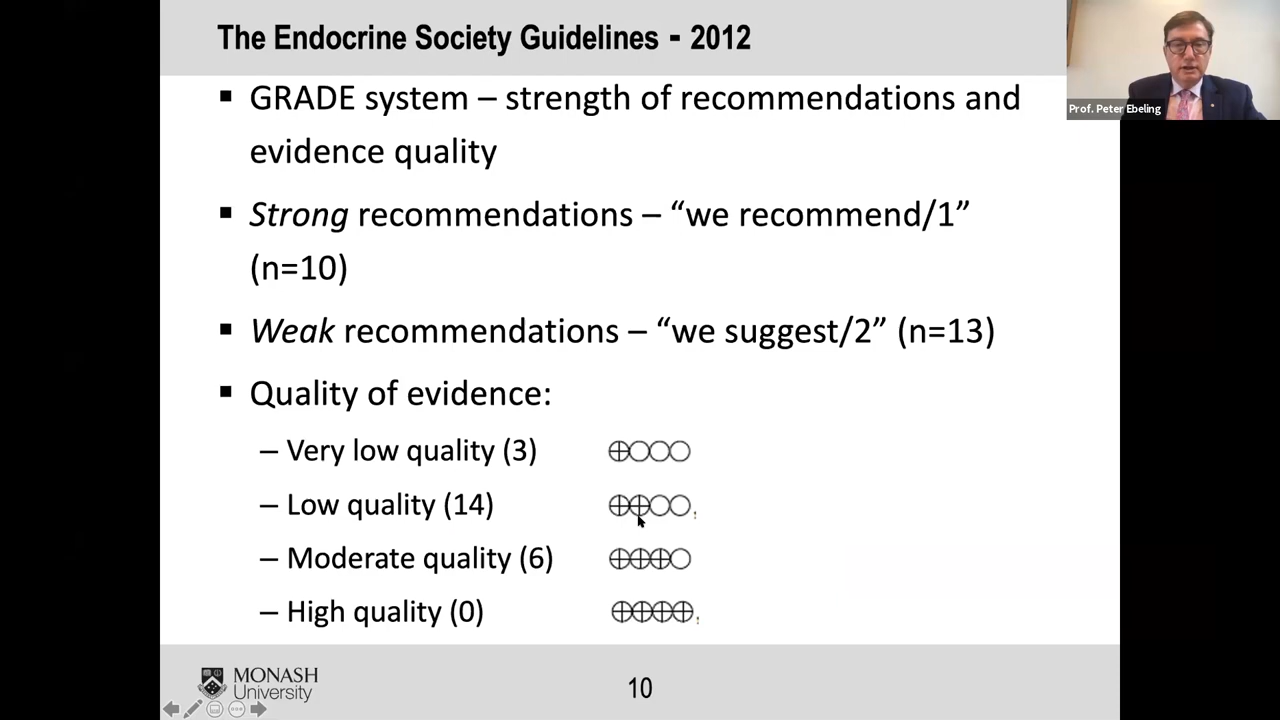 The Endocrine Society Guidelines - 2012
Prof. Peter Ebeling
▪ GRADE system – strength of recommendations and
evidence quality
▪ Strong recommendations – “we recommend/1”
(n=10)
▪ Weak recommendations – “we suggest/2” (n=13)
▪ Quality of evidence:
– Very low quality (3) ⊕○○○
– Low quality (14) ⊕⊕○○,
– Moderate quality (6) ⊕⊕⊕○
– High quality (0) ⊕⊕⊕⊕,
MONASH
University
10